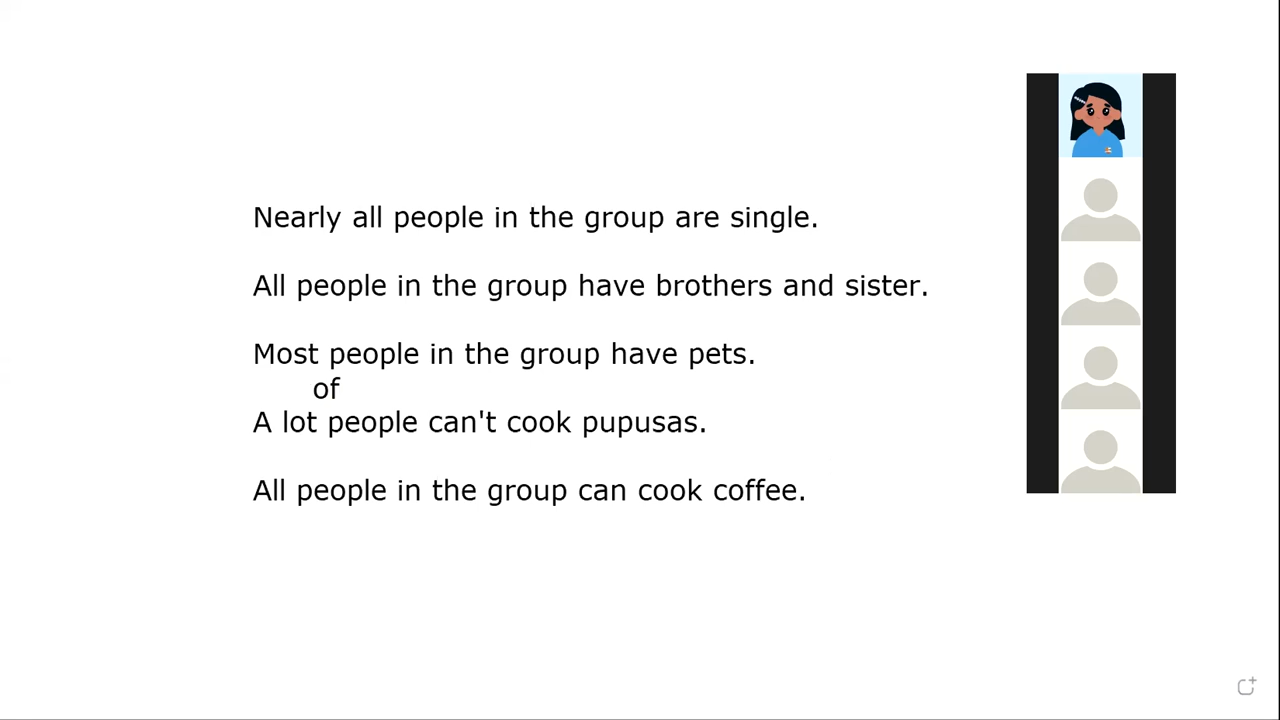 Nearly all people in the group are single.
All people in the group have brothers and sister.
Most people in the group have pets.
of
A lot people can't cook pupusas.
All people in the group can cook coffee.